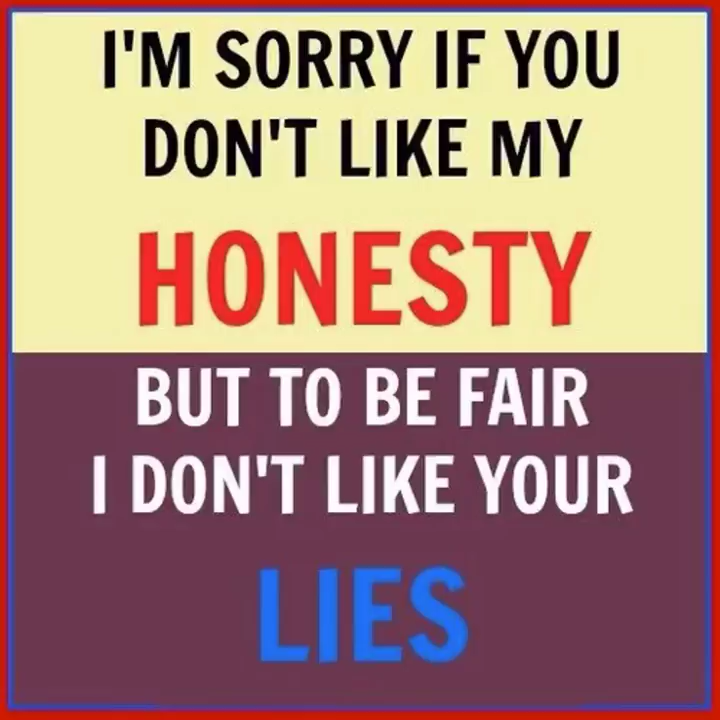 I'M SORRY IF YOU
DON'T LIKE MY
HONESTY
BUT TO BE FAIR
I DON'T LIKE YOUR
LIES